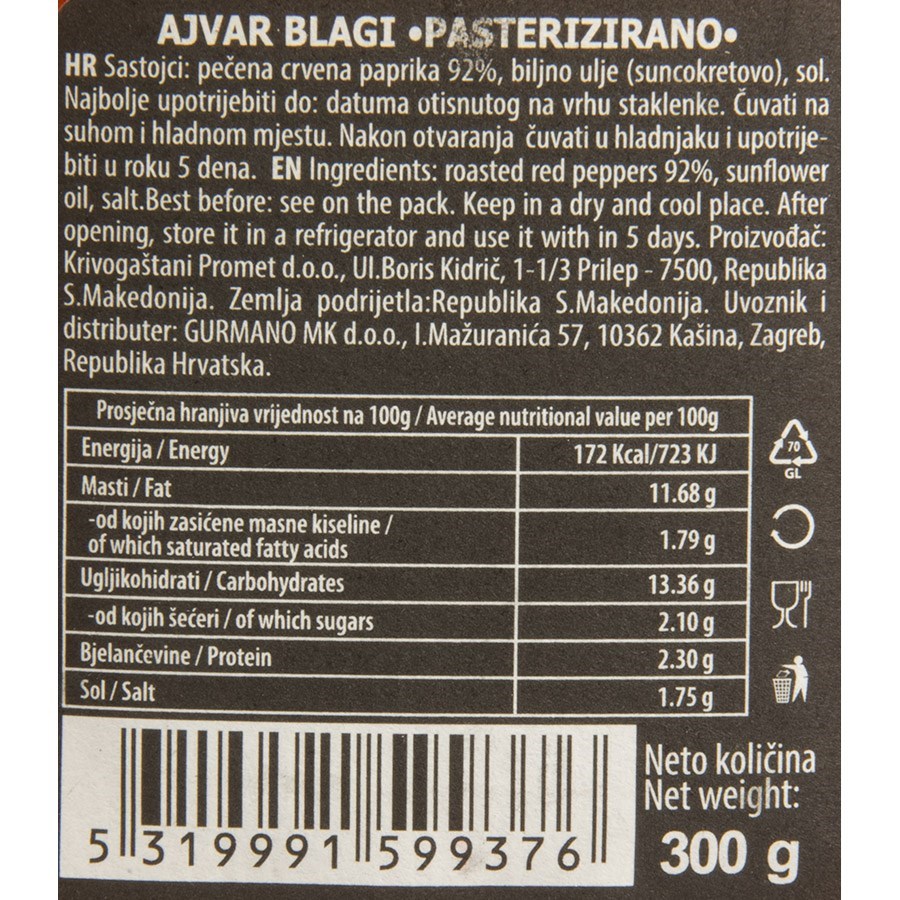 AJVAR BLAGI •PASTERIZIRANO•
HR Sastojci: pečena crvena paprika 92%, biljno ulje (suncokretovo), sol.
Najbolje upotrijebiti do: datuma otisnutog na vrhu staklenke. Čuvati na
suhom i hladnom mjestu. Nakon otvaranja čuvati u hladnjaku i upotrije-
biti u roku 5 dena. EN Ingredients: roasted red peppers 92%, sunflower
oil, salt.Best before: see on the pack. Keep in a dry and cool place. After
opening, store it in a refrigerator and use it with in 5 days. Proizvođač:
Krivogaštani Promet d.o.o., Ul.Boris Kidrič, 1-1/3 Prilep - 7500, Republika
S.Makedonija. Zemlja podrijetla:Republika S.Makedonija. Uvoznik i
distributer: GURMANO MK d.o.o., I.Mažuranića 57, 10362 Kašina, Zagreb,
Republika Hrvatska.
Prosječna hranjiva vrijednost na 100g / Average nutritional value per 100g
Energija / Energy 172 Kcal/723 KJ
Masti / Fat 11.68 g
-od kojih zasićene masne kiseline /
of which saturated fatty acids 1.79 g
Ugljikohidrati / Carbohydrates 13.36 g
-od kojih šećeri / of which sugars 2.10 g
Bjelančevine / Protein 2.30 g
Sol / Salt 1.75 g
70
GL
Neto količina
Net weight:
300 g
5 319991 599376